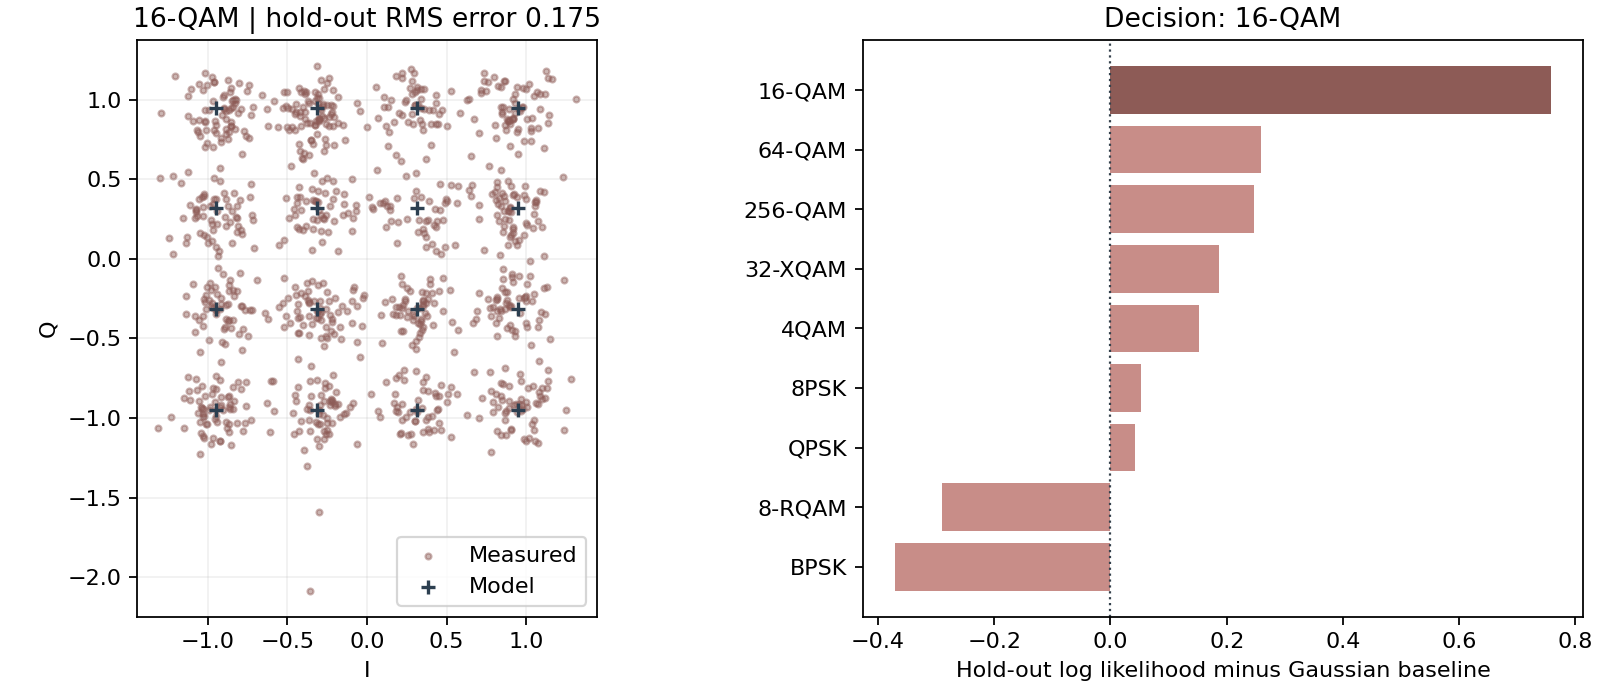 16-QAM | hold-out RMS error 0.175
1.0
0.5
0.0
−0.5
−1.0
−1.5
−2.0
Q
Measured
Model
−1.0 −0.5 0.0 0.5 1.0
I
Decision: 16-QAM
16-QAM
64-QAM
256-QAM
32-XQAM
4QAM
8PSK
QPSK
8-RQAM
BPSK
−0.4 −0.2 0.0 0.2 0.4 0.6 0.8
Hold-out log likelihood minus Gaussian baseline